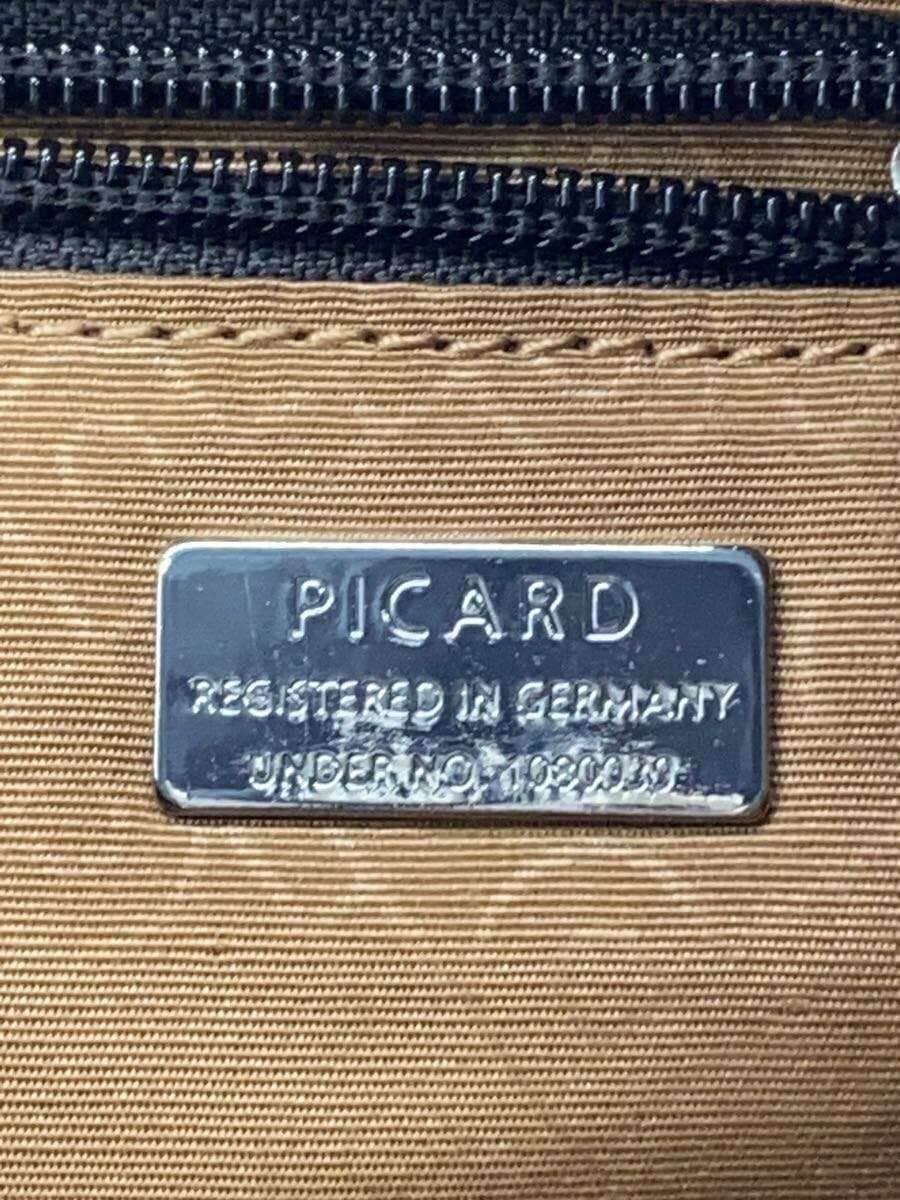 PICARD
REGISTERED IN GERMANY
UNDER NO.